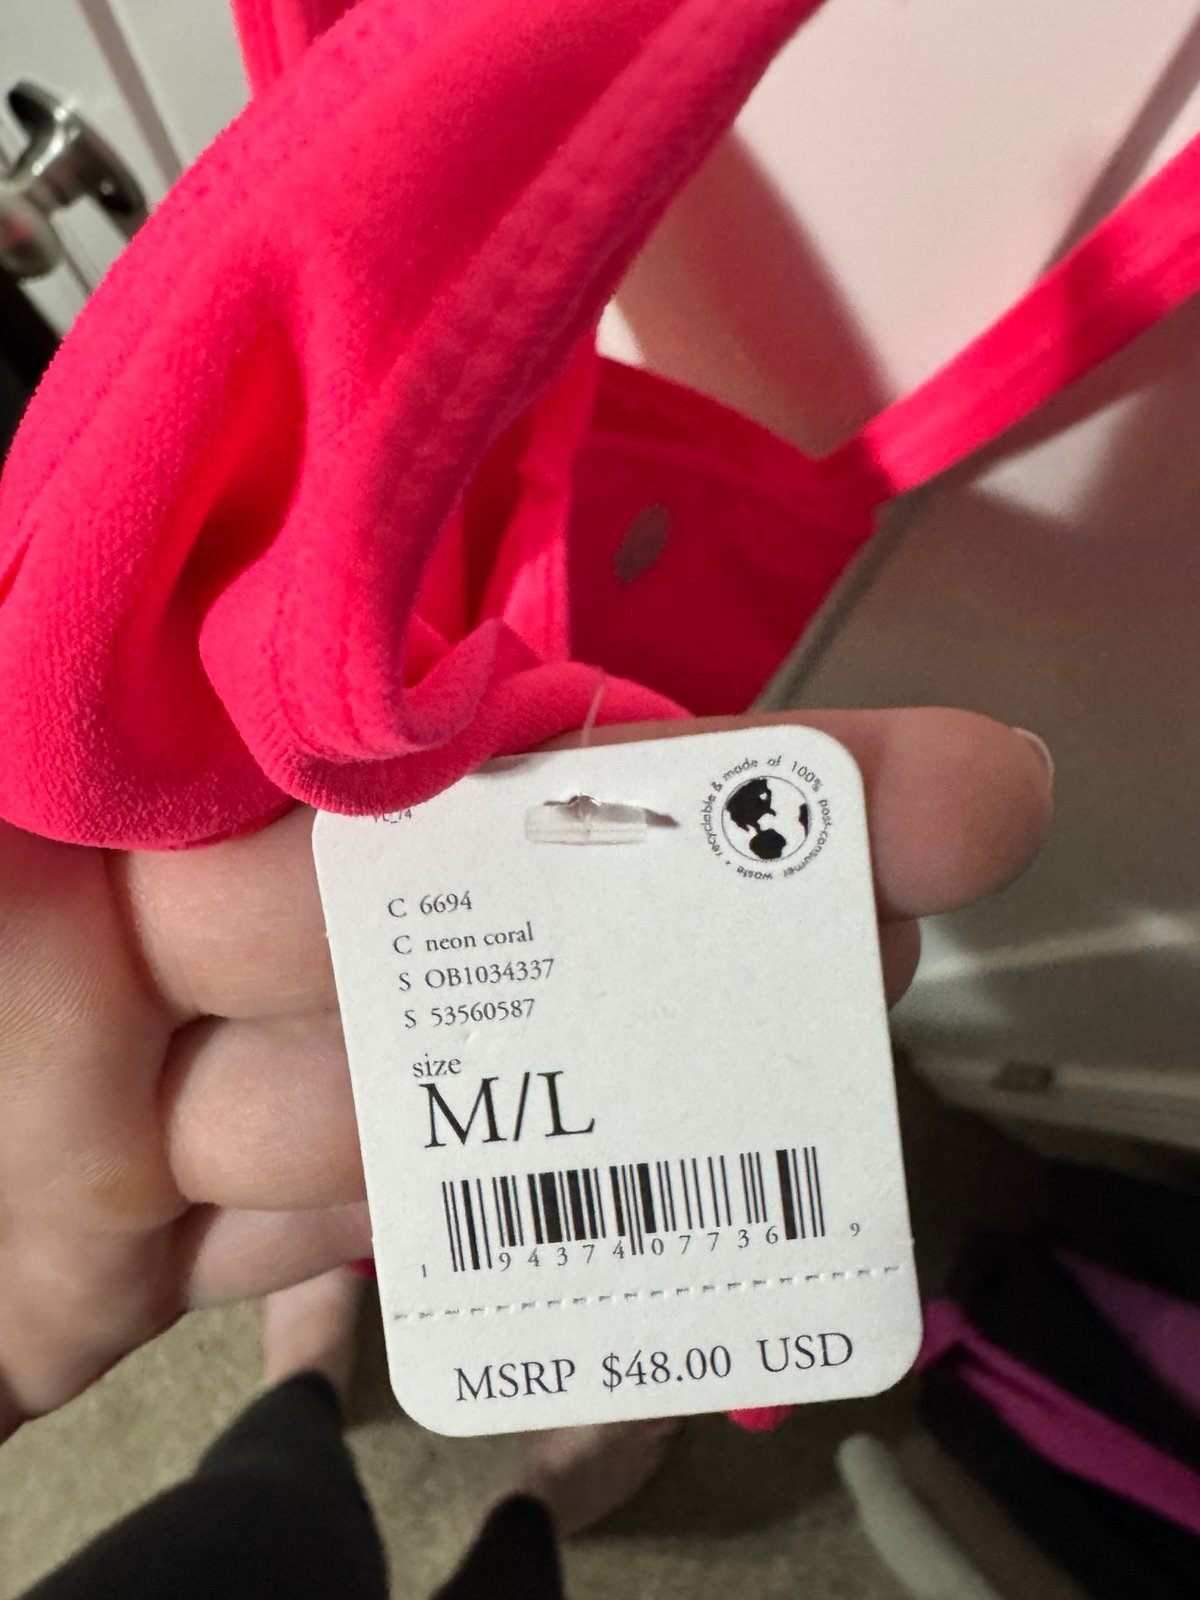 recyclable & made of 100% post-consumer waste •
C 6694
C neon coral
S OB1034337
S 53560587
size
M/L
1 94374 07736 9
MSRP $48.00 USD